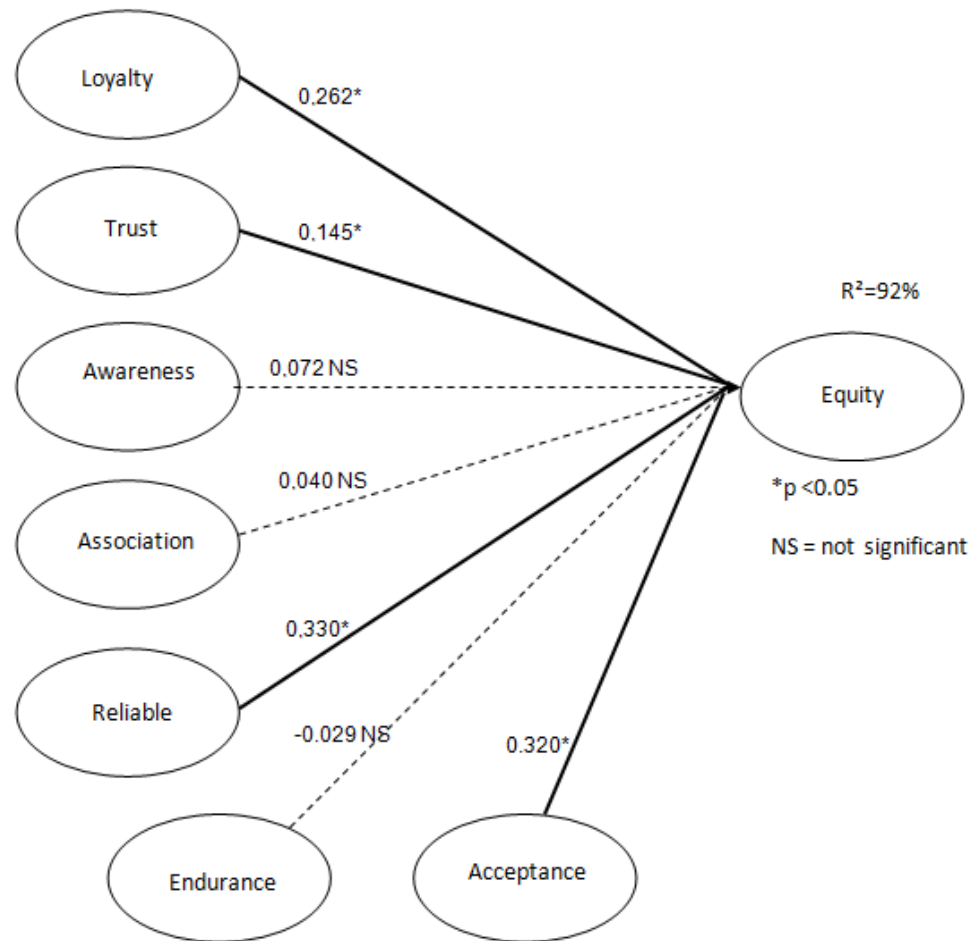 Loyalty
0,262*
Trust
0,145*
R²=92%
Awareness
0,072 NS
Equity
0,040 NS
*p <0.05
Association
NS = not significant
0,330*
Reliable
-0.029 NS
0.320*
Endurance
Acceptance